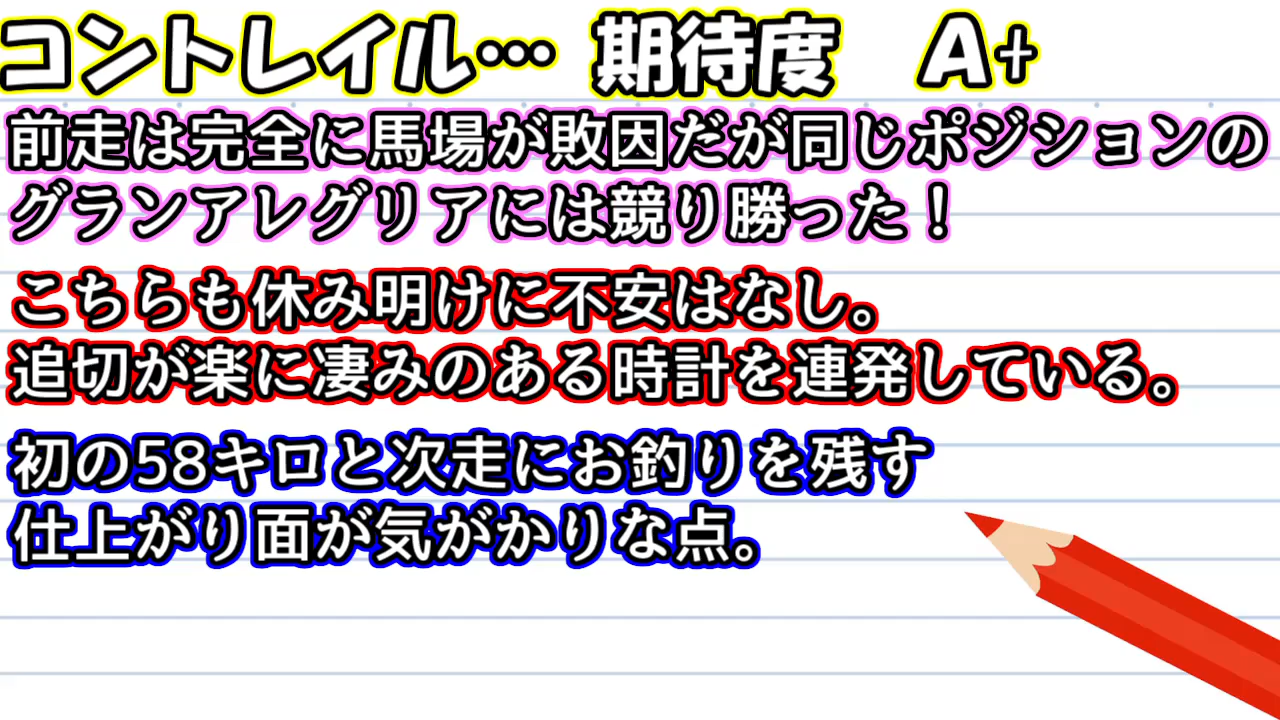 コントレイル… 期待度　A+
前走は完全に馬場が敗因だが同じポジションの
グランアレグリアには競り勝った！
こちらも休み明けに不安はなし。
追切が楽に凄みのある時計を連発している。
初の58キロと次走にお釣りを残す
仕上がり面が気がかりな点。